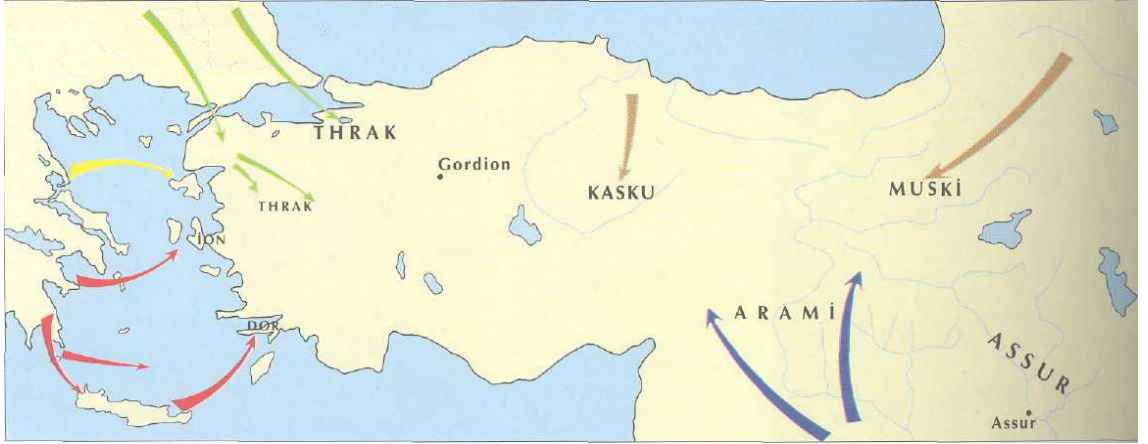 THRAK
Gordion
KASKU
MUSKİ
THRAK
İON
ARAMİ
DOR
ASSUR
Assur